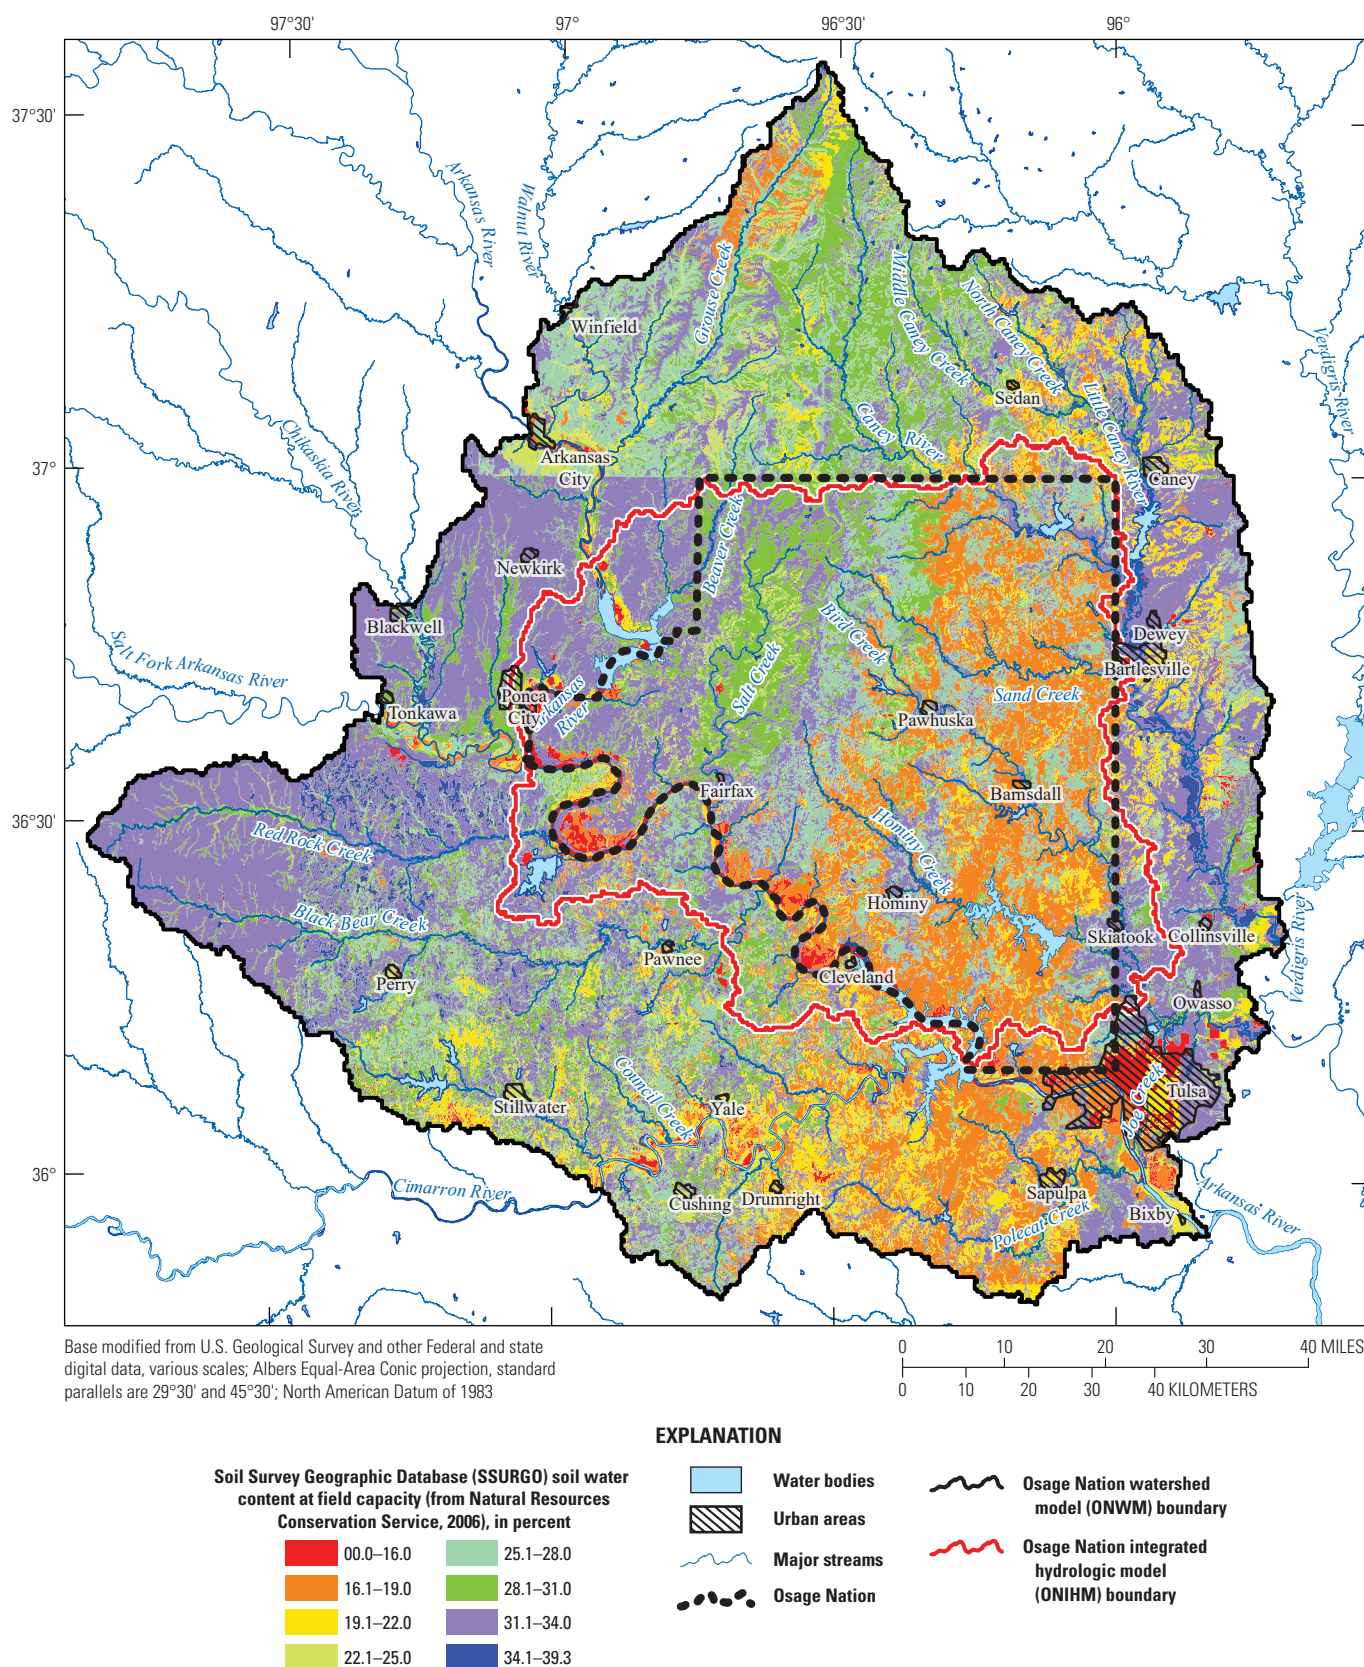 97°30'
97°
96°30'
96°
37°30'
37°
36°30'
36°
Arkansas River
Walnut River
Winfield
Grouse Creek
Middle Caney Creek
North Caney Creek
Verdigris River
Sedan
Little Caney River
Caney River
Arkansas
City
Caney
Chikaskia River
Newkirk
Beaver Creek
Blackwell
Bird Creek
Dewey
Bartlesville
Salt Fork Arkansas River
Salt Creek
Sand Creek
Ponca
City
Arkansas
River
Tonkawa
Pawhuska
Fairfax
Barnsdall
Red Rock Creek
Hominy Creek
Black Bear Creek
Hominy
Skiatook
Collinsville
Verdigris River
Pawnee
Cleveland
Perry
Owasso
Council Creek
Joe Creek
Tulsa
Stillwater
Yale
Cimarron River
Cushing
Drumright
Sapulpa
Polecat Creek
Bixby
Arkansas River
Base modified from U.S. Geological Survey and other Federal and state
digital data, various scales; Albers Equal-Area Conic projection, standard
parallels are 29°30' and 45°30'; North American Datum of 1983
0 10 20 30 40 MILES
0 10 20 30 40 KILOMETERS
EXPLANATION
Soil Survey Geographic Database (SSURGO) soil water
content at field capacity (from Natural Resources
Conservation Service, 2006), in percent
00.0–16.0
16.1–19.0
19.1–22.0
22.1–25.0
25.1–28.0
28.1–31.0
31.1–34.0
34.1–39.3
Water bodies
Urban areas
Major streams
Osage Nation
Osage Nation watershed
model (ONWM) boundary
Osage Nation integrated
hydrologic model
(ONIHM) boundary